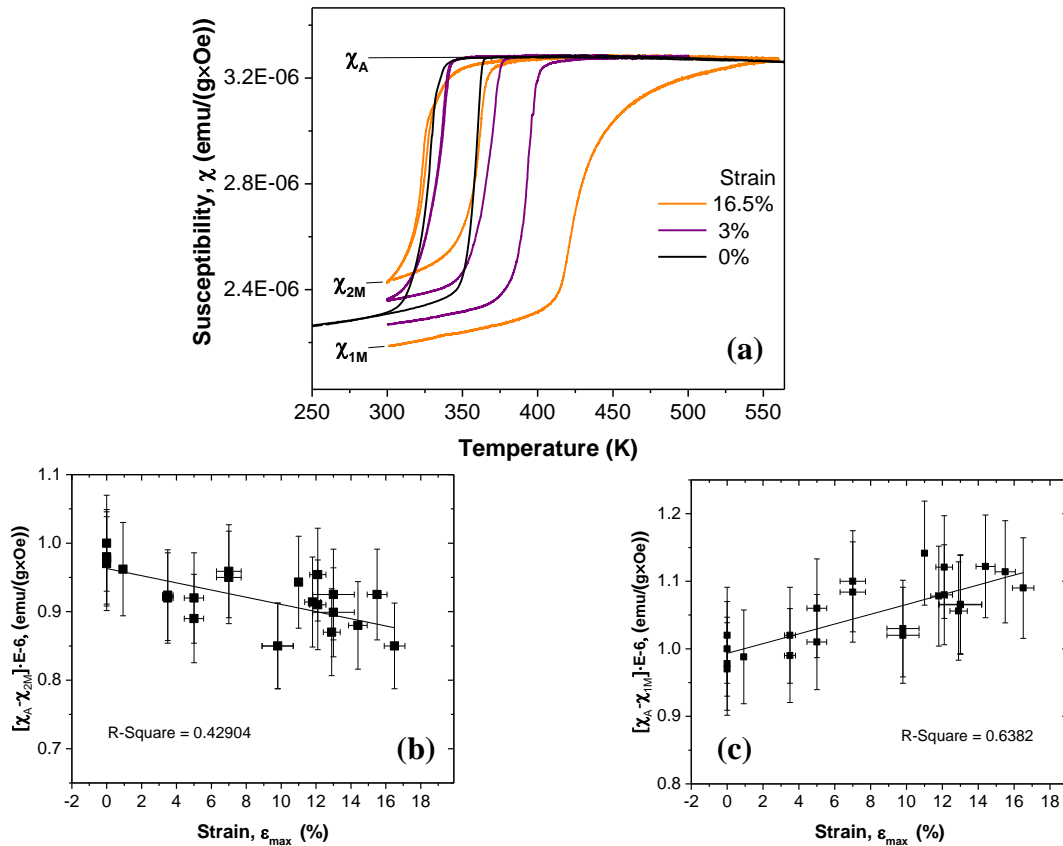 Susceptibility, χ (emu/(g×Oe)
3.2E-06
2.8E-06
2.4E-06
χA
χ2M
χ1M
Strain
16.5%
3%
0%
(a)
250 300 350 400 450 500 550
Temperature (K)
[χA-χ2M]·E-6, (emu/(g×Oe))
1.1
1.0
0.9
0.8
0.7
R-Square = 0.42904
(b)
-2 0 2 4 6 8 10 12 14 16 18
Strain, εmax (%)
[χA-χ1M]·E-6, (emu/(g×Oe))
1.2
1.1
1.0
0.9
0.8
R-Square = 0.6382
(c)
-2 0 2 4 6 8 10 12 14 16 18
Strain, εmax (%)